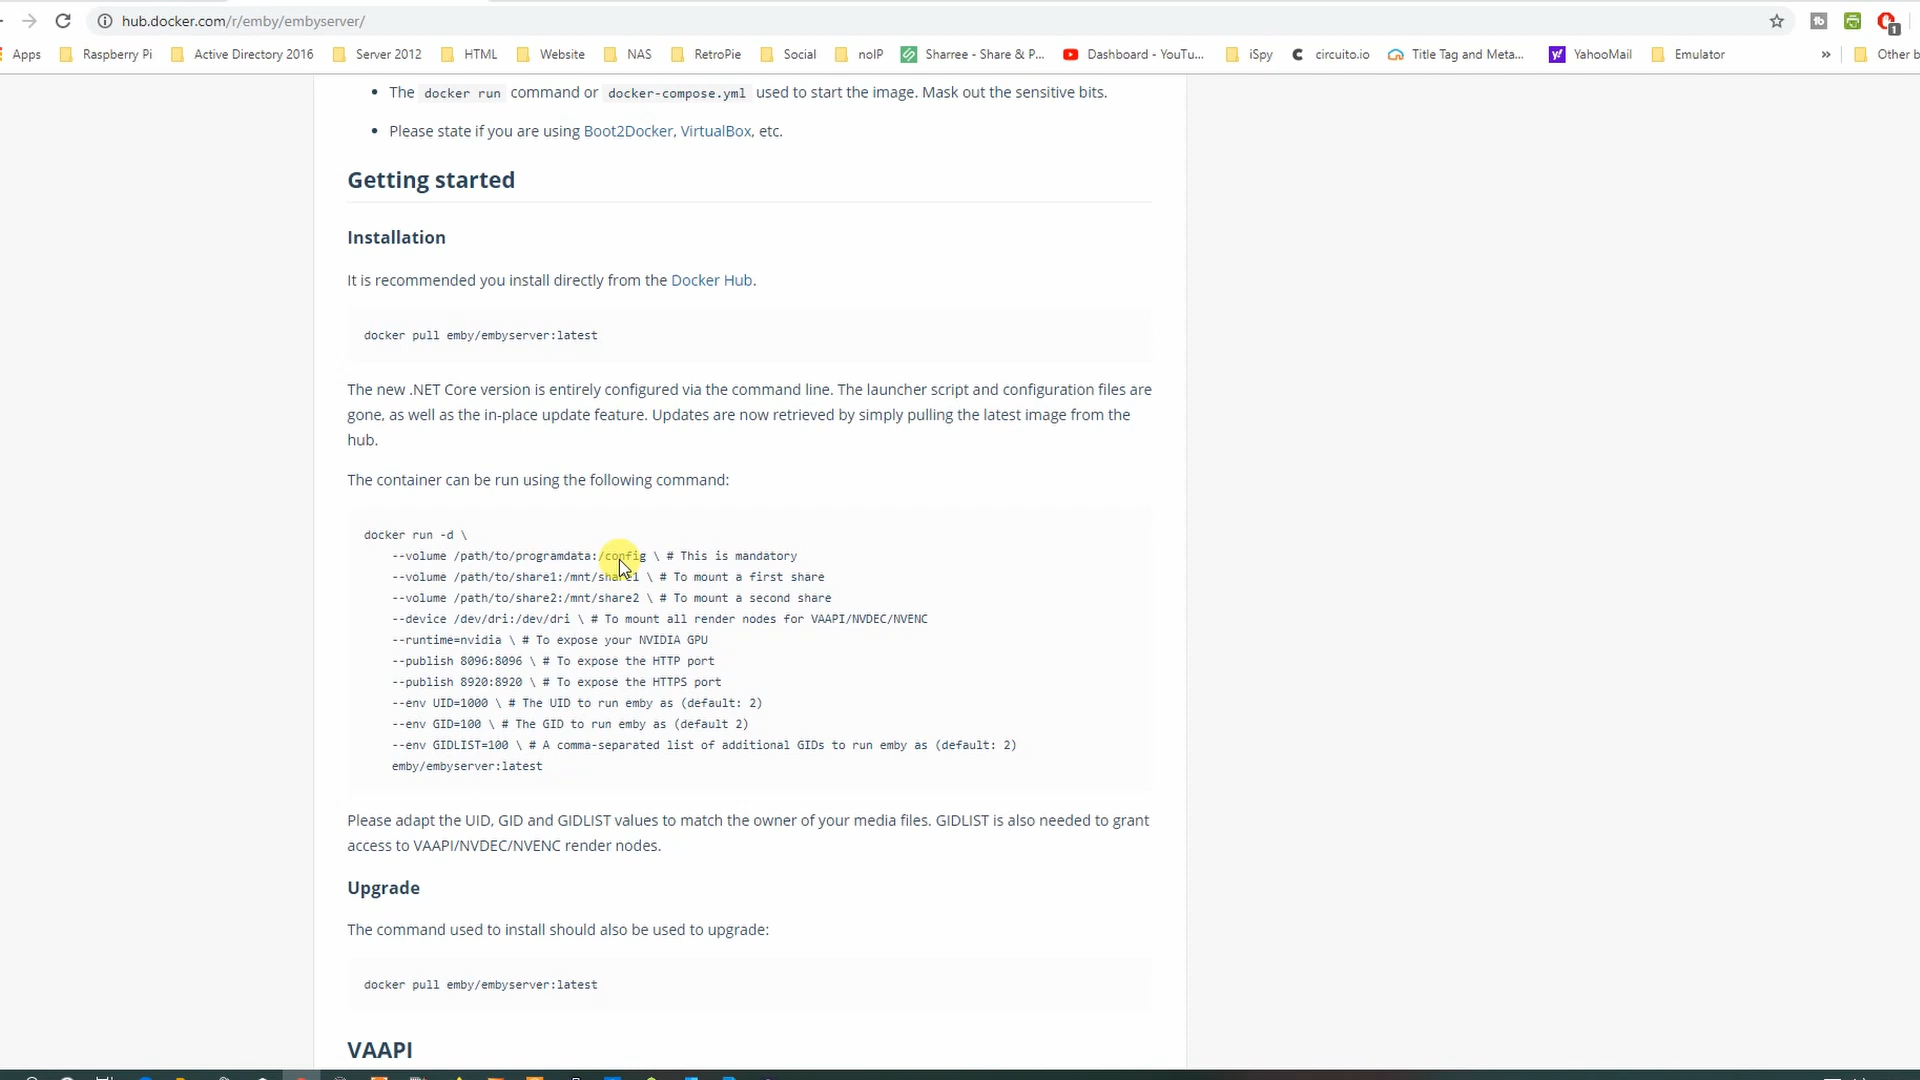 hub.docker.com/r/emby/embyserver/
Apps Raspberry Pi Active Directory 2016 Server 2012 HTML Website NAS RetroPie Social noIP Sharree - Share & P... Dashboard - YouTu... iSpy circuito.io Title Tag and Meta... YahooMail Emulator » Other b
The docker run command or docker-compose.yml used to start the image. Mask out the sensitive bits.
Please state if you are using Boot2Docker, VirtualBox, etc.
Getting started
Installation
It is recommended you install directly from the Docker Hub.
docker pull emby/embyserver:latest
The new .NET Core version is entirely configured via the command line. The launcher script and configuration files are
gone, as well as the in-place update feature. Updates are now retrieved by simply pulling the latest image from the
hub.
The container can be run using the following command:
docker run -d \
--volume /path/to/programdata:/config \ # This is mandatory
--volume /path/to/share1:/mnt/share1 \ # To mount a first share
--volume /path/to/share2:/mnt/share2 \ # To mount a second share
--device /dev/dri:/dev/dri \ # To mount all render nodes for VAAPI/NVDEC/NVENC
--runtime=nvidia \ # To expose your NVIDIA GPU
--publish 8096:8096 \ # To expose the HTTP port
--publish 8920:8920 \ # To expose the HTTPS port
--env UID=1000 \ # The UID to run emby as (default: 2)
--env GID=100 \ # The GID to run emby as (default 2)
--env GIDLIST=100 \ # A comma-separated list of additional GIDs to run emby as (default: 2)
emby/embyserver:latest
Please adapt the UID, GID and GIDLIST values to match the owner of your media files. GIDLIST is also needed to grant
access to VAAPI/NVDEC/NVENC render nodes.
Upgrade
The command used to install should also be used to upgrade:
docker pull emby/embyserver:latest
VAAPI